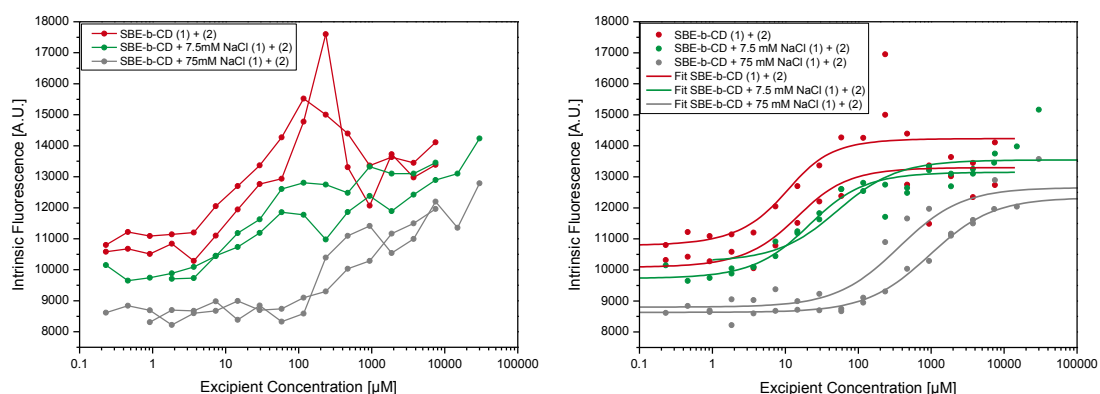 18000
17000
16000
15000
14000
13000
12000
11000
10000
9000
8000
Intrinsic Fluorescence [A.U.]
SBE-b-CD (1) + (2)
SBE-b-CD + 7.5mM NaCl (1) + (2)
SBE-b-CD + 75mM NaCl (1) + (2)
0.1 1 10 100 1000 10000 100000
Excipient Concentration [µM]
18000
17000
16000
15000
14000
13000
12000
11000
10000
9000
8000
Intrinsic Fluorescence [A.U.]
SBE-b-CD (1) + (2)
SBE-b-CD + 7.5 mM NaCl (1) + (2)
SBE-b-CD + 75 mM NaCl (1) + (2)
Fit SBE-b-CD (1) + (2)
Fit SBE-b-CD + 7.5 mM NaCl (1) + (2)
Fit SBE-b-CD + 75 mM NaCl (1) + (2)
0.1 1 10 100 1000 10000 100000
Excipient Concentration [µM]